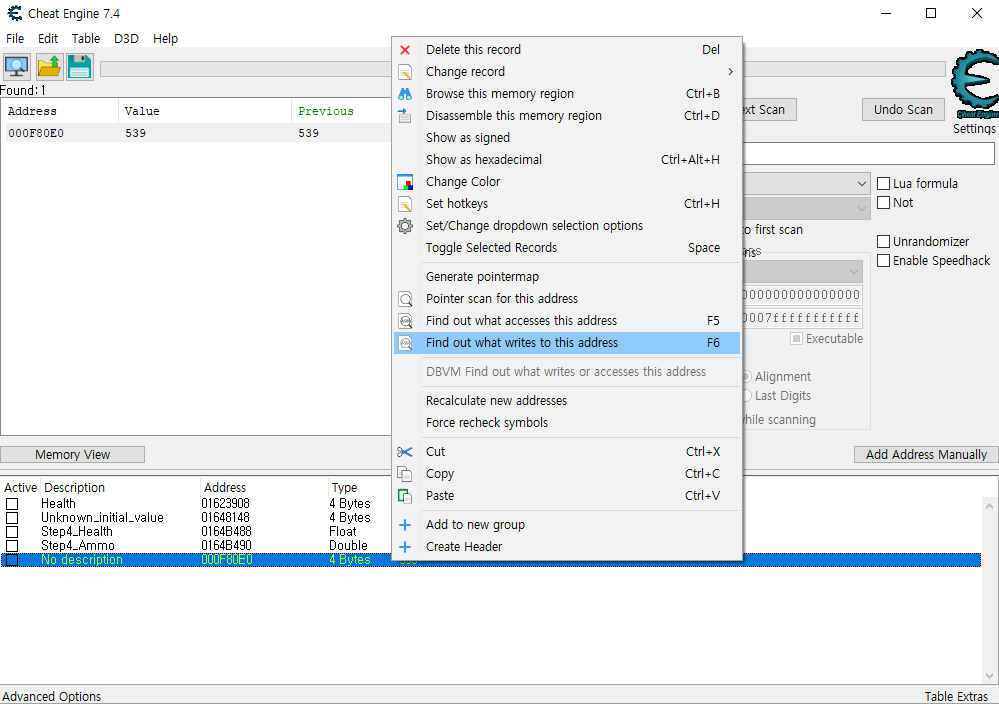 Cheat Engine 7.4
File Edit Table D3D Help
Found:1
Address Value Previous
000F80E0 539 539
ext Scan Undo Scan
Cheat Engine
Settings
Lua formula
Not
to first scan
Unrandomizer
Enable Speedhack
000000000000000
0007fffffffffff
Executable
Alignment
Last Digits
while scanning
Memory View
Add Address Manually
Delete this record Del
Change record
Browse this memory region Ctrl+B
Disassemble this memory region Ctrl+D
Show as signed
Show as hexadecimal Ctrl+Alt+H
Change Color
Set hotkeys Ctrl+H
Set/Change dropdown selection options
Toggle Selected Records Space
Generate pointermap
Pointer scan for this address
Find out what accesses this address F5
Find out what writes to this address F6
DBVM Find out what writes or accesses this address
Recalculate new addresses
Force recheck symbols
Cut Ctrl+X
Copy Ctrl+C
Paste Ctrl+V
Add to new group
Create Header
Active Description Address Type
Health 01623908 4 Bytes
Unknown_initial_value 01648148 4 Bytes
Step4_Health 0164B488 Float
Step4_Ammo 0164B490 Double
No description 000F80E0 4 Bytes 539
Advanced Options
Table Extras